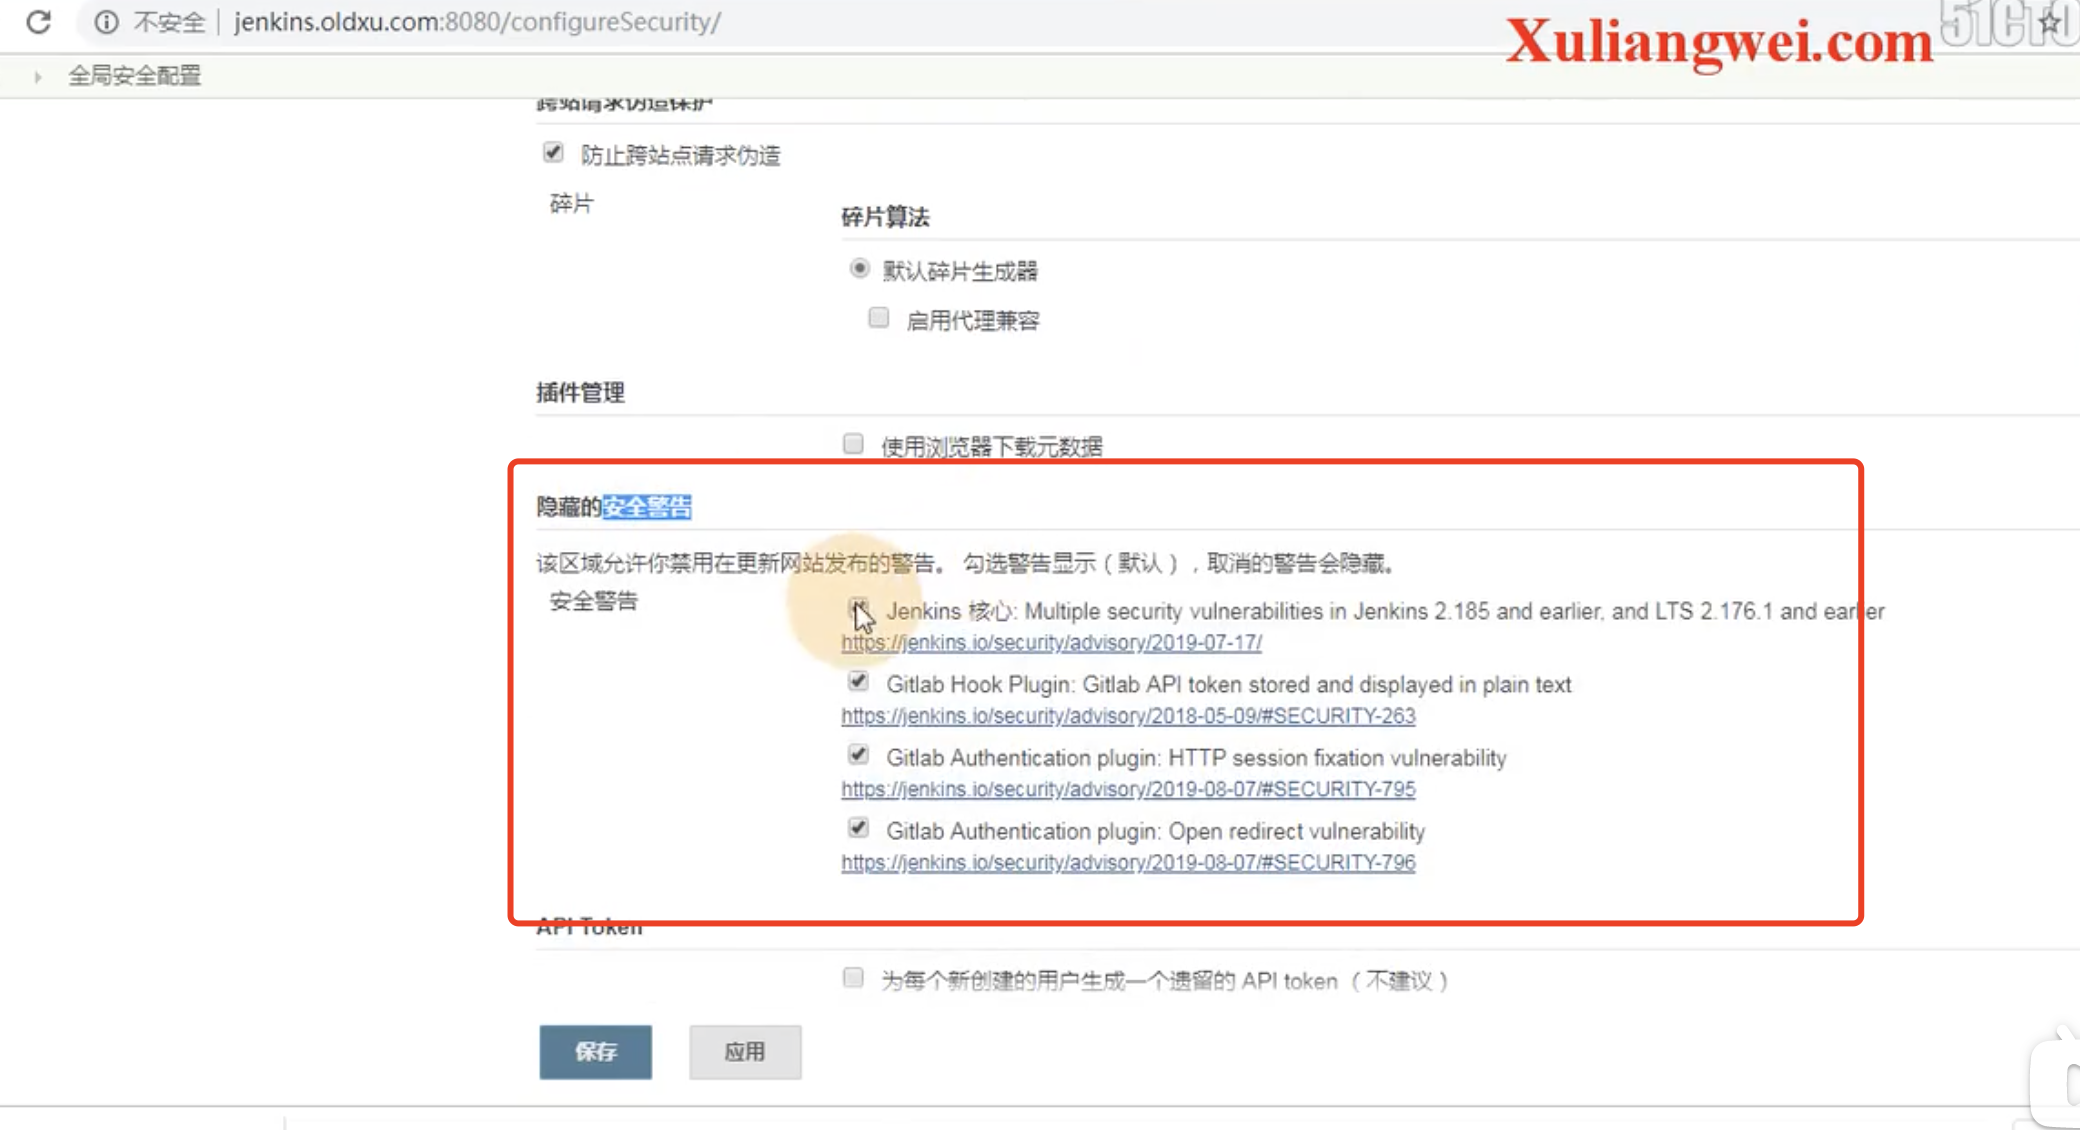 不安全 | jenkins.oldxu.com:8080/configureSecurity/
Xuliangwei.com
51CTO
全局安全配置
跨站请求伪造保护
防止跨站点请求伪造
碎片
碎片算法
默认碎片生成器
启用代理兼容
插件管理
使用浏览器下载元数据
隐藏的安全警告
该区域允许你禁用在更新网站发布的警告。 勾选警告显示（默认），取消的警告会隐藏。
安全警告
Jenkins 核心: Multiple security vulnerabilities in Jenkins 2.185 and earlier, and LTS 2.176.1 and earlier
https://jenkins.io/security/advisory/2019-07-17/
Gitlab Hook Plugin: Gitlab API token stored and displayed in plain text
https://jenkins.io/security/advisory/2018-05-09/#SECURITY-263
Gitlab Authentication plugin: HTTP session fixation vulnerability
https://jenkins.io/security/advisory/2019-08-07/#SECURITY-795
Gitlab Authentication plugin: Open redirect vulnerability
https://jenkins.io/security/advisory/2019-08-07/#SECURITY-796
API Token
为每个新创建的用户生成一个遗留的 API token （不建议）
保存
应用